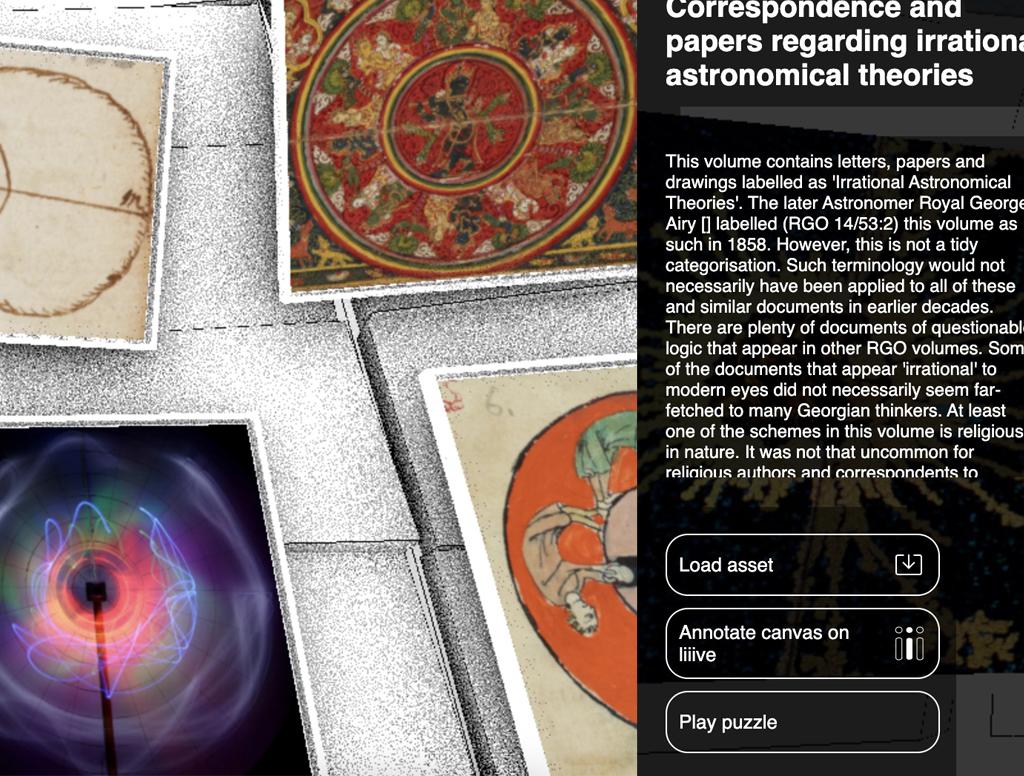 Correspondence and
papers regarding irrationa
astronomical theories
This volume contains letters, papers and
drawings labelled as 'Irrational Astronomical
Theories'. The later Astronomer Royal George
Airy [] labelled (RGO 14/53:2) this volume as
such in 1858. However, this is not a tidy
categorisation. Such terminology would not
necessarily have been applied to all of these
and similar documents in earlier decades.
There are plenty of documents of questionabl
logic that appear in other RGO volumes. Som
of the documents that appear 'irrational' to
modern eyes did not necessarily seem far-
fetched to many Georgian thinkers. At least
one of the schemes in this volume is religious
in nature. It was not that uncommon for
religious authors and correspondents to
Load asset
Annotate canvas on
liiive
Play puzzle
6.